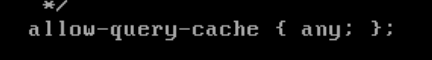 */
allow-query-cache { any; };